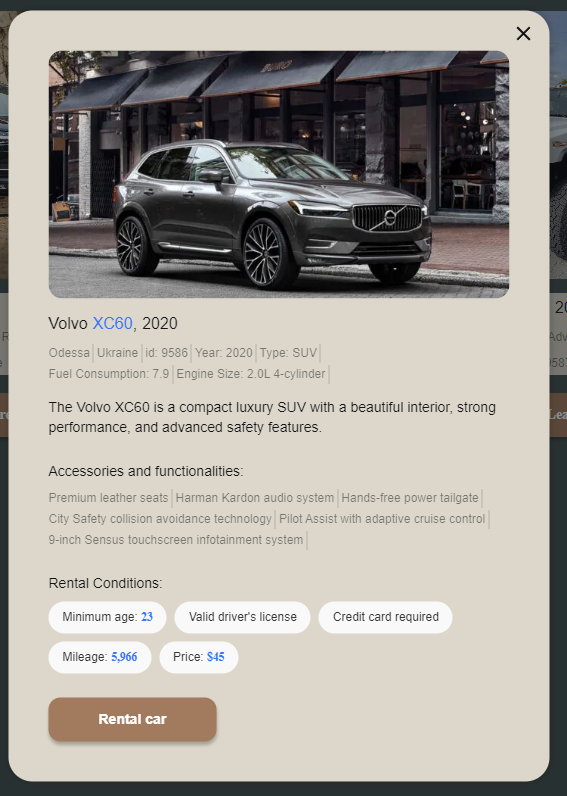 Volvo XC60, 2020
Odessa Ukraine id: 9586 Year: 2020 Type: SUV
Fuel Consumption: 7.9 Engine Size: 2.0L 4-cylinder
The Volvo XC60 is a compact luxury SUV with a beautiful interior, strong
performance, and advanced safety features.
Accessories and functionalities:
Premium leather seats Harman Kardon audio system Hands-free power tailgate
City Safety collision avoidance technology Pilot Assist with adaptive cruise control
9-inch Sensus touchscreen infotainment system
Rental Conditions:
Minimum age: 23 Valid driver's license Credit card required
Mileage: 5,966 Price: $45
Rental car